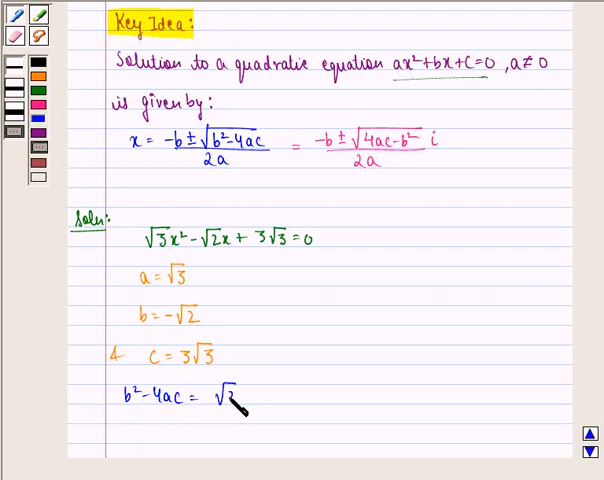 Key Idea:
Solution to a quadratic equation ax²+bx+c=0, a≠0
is given by:
x = -b ± √(b²-4ac) / 2a = -b ± √(4ac-b²) i / 2a
Soln:
√3x² - √2x + 3√3 = 0
a = √3
b = -√2
& c = 3√3
b² - 4ac =